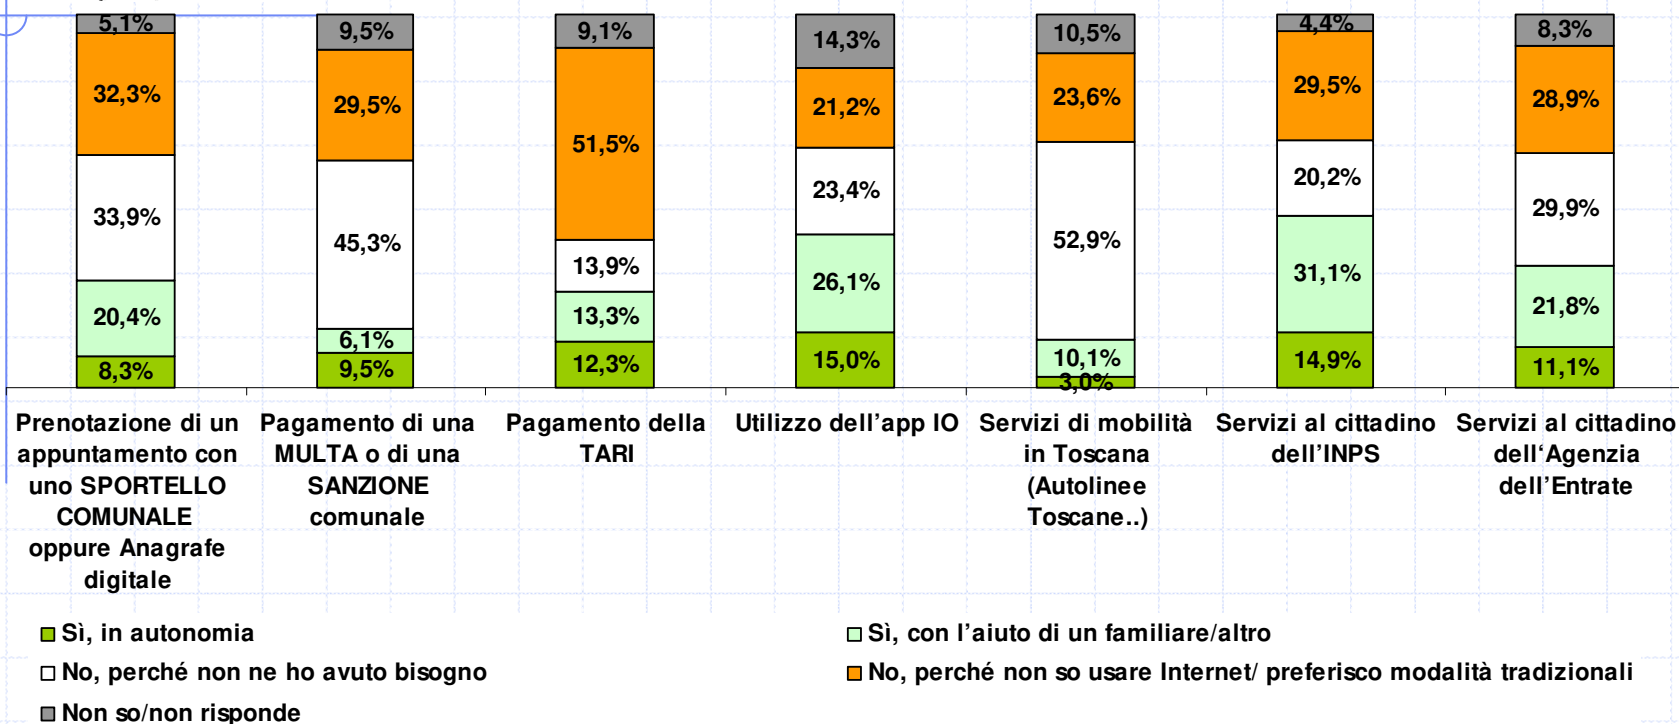 5,1%
9,5%
9,1%
14,3%
10,5%
4,4%
8,3%
32,3%
29,5%
51,5%
21,2%
23,6%
29,5%
28,9%
33,9%
45,3%
13,9%
23,4%
52,9%
20,2%
29,9%
20,4%
6,1%
13,3%
26,1%
10,1%
31,1%
21,8%
8,3%
9,5%
12,3%
15,0%
3,0%
14,9%
11,1%
Prenotazione di un
appuntamento con
uno SPORTELLO
COMUNALE
oppure Anagrafe
digitale
Pagamento di una
MULTA o di una
SANZIONE
comunale
Pagamento della
TARI
Utilizzo dell'app IO
Servizi di mobilità
in Toscana
(Autolinee
Toscane..)
Servizi al cittadino
dell'INPS
Servizi al cittadino
dell‘Agenzia
dell'Entrate
Sì, in autonomia
Sì, con l'aiuto di un familiare/altro
No, perché non ne ho avuto bisogno
No, perché non so usare Internet/ preferisco modalità tradizionali
Non so/non risponde